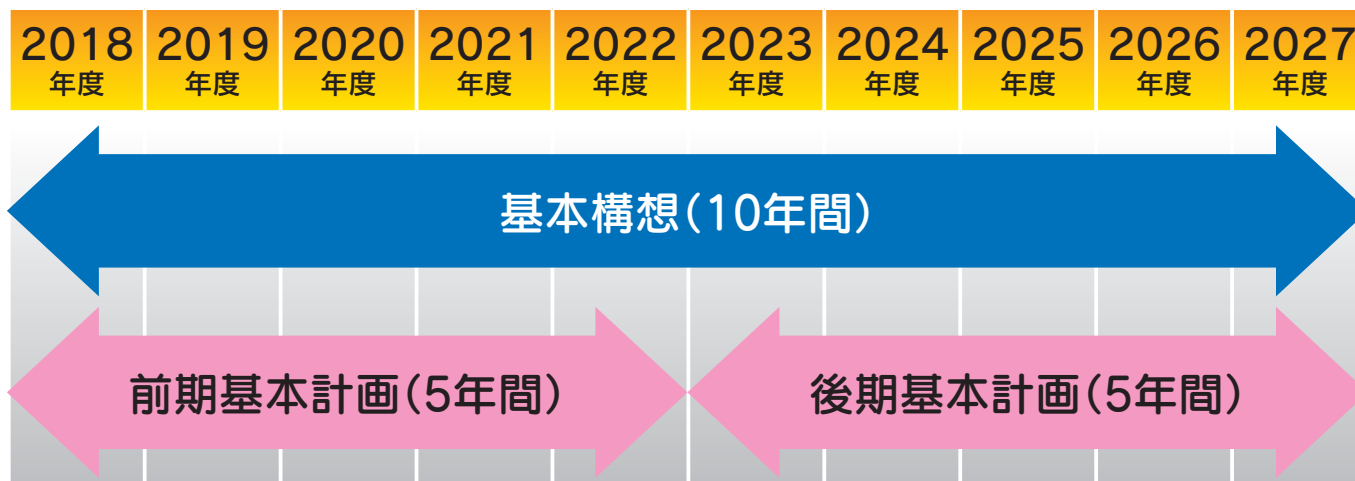 2018 2019 2020 2021 2022 2023 2024 2025 2026 2027
年度 年度 年度 年度 年度 年度 年度 年度 年度 年度
基本構想(10年間)
前期基本計画(5年間) 後期基本計画(5年間)